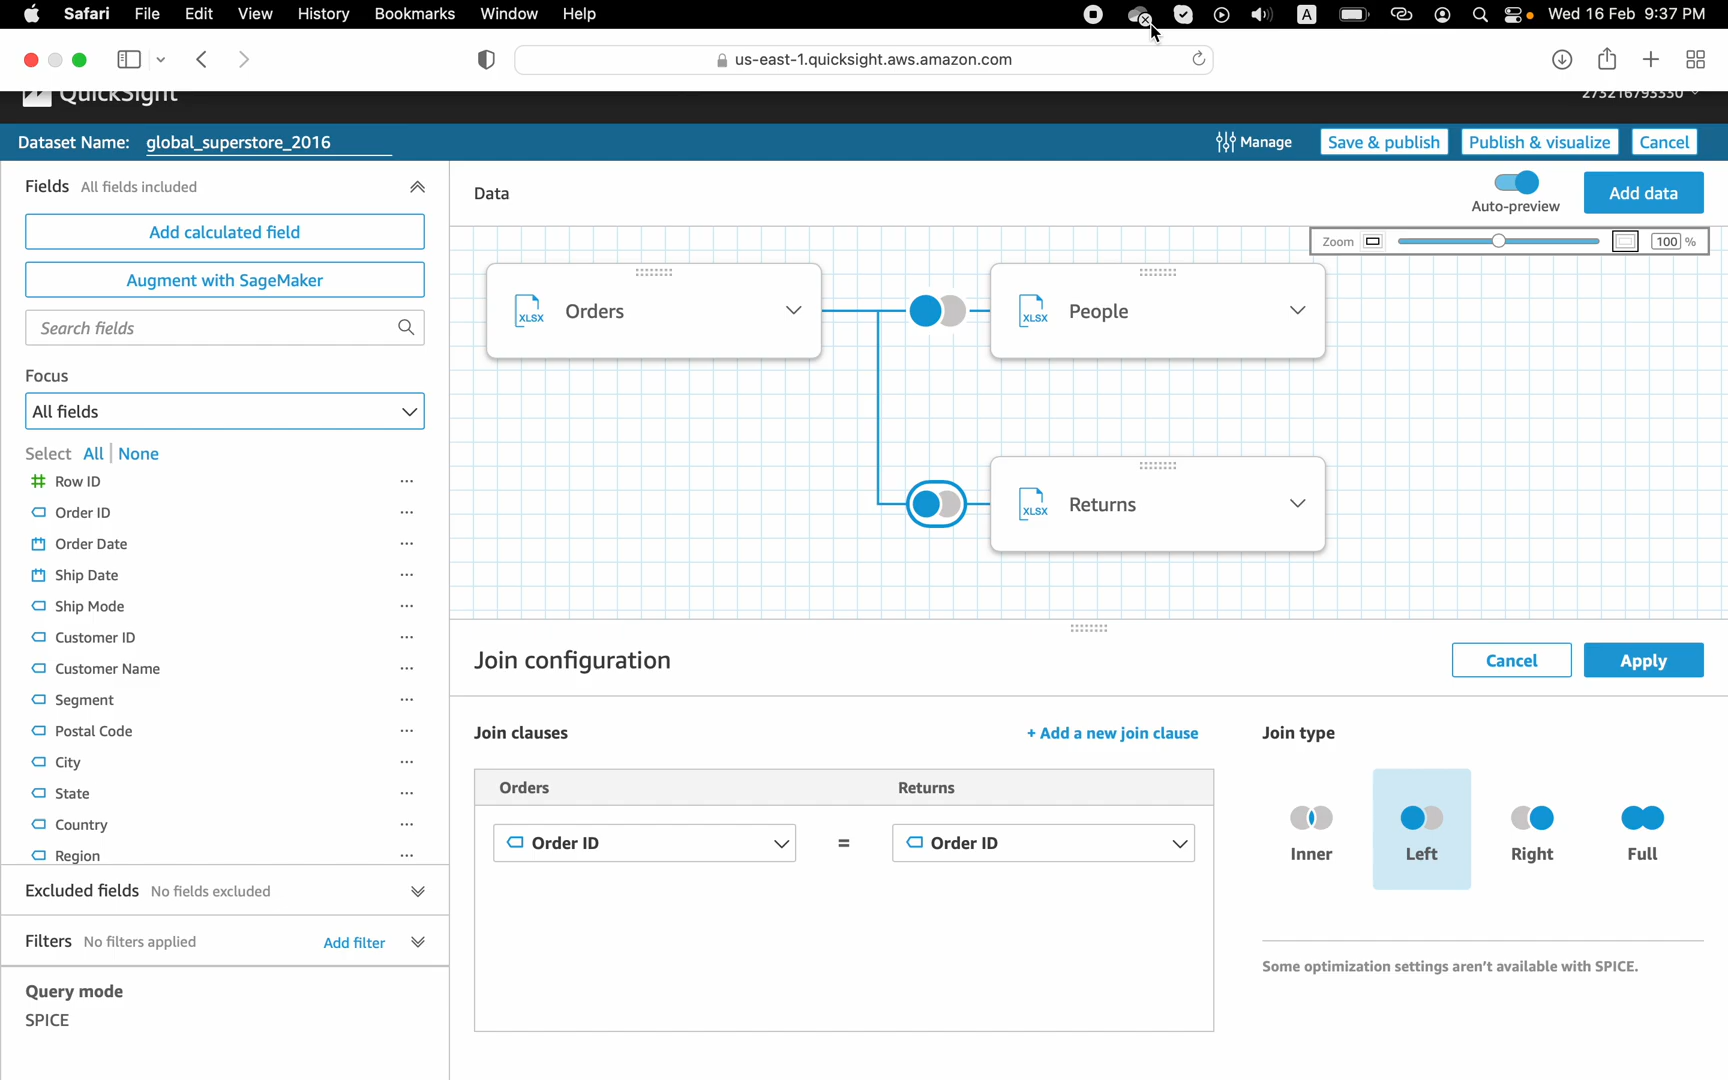 Safari File Edit View History Bookmarks Window Help
A
Wed 16 Feb 9:37 PM
us-east-1.quicksight.aws.amazon.com
QuickSight
273216793330
Dataset Name: global_superstore_2016
Manage
Save & publish
Publish & visualize
Cancel
Fields All fields included
Add calculated field
Augment with SageMaker
Search fields
Focus
All fields
Select All | None
Row ID
Order ID
Order Date
Ship Date
Ship Mode
Customer ID
Customer Name
Segment
Postal Code
City
State
Country
Region
Excluded fields No fields excluded
Filters No filters applied
Add filter
Query mode
SPICE
Data
Auto-preview
Add data
Zoom
100 %
XLSX Orders
XLSX People
XLSX Returns
Join configuration
Cancel
Apply
Join clauses
+ Add a new join clause
Orders Returns
Order ID = Order ID
Join type
Inner
Left
Right
Full
Some optimization settings aren't available with SPICE.